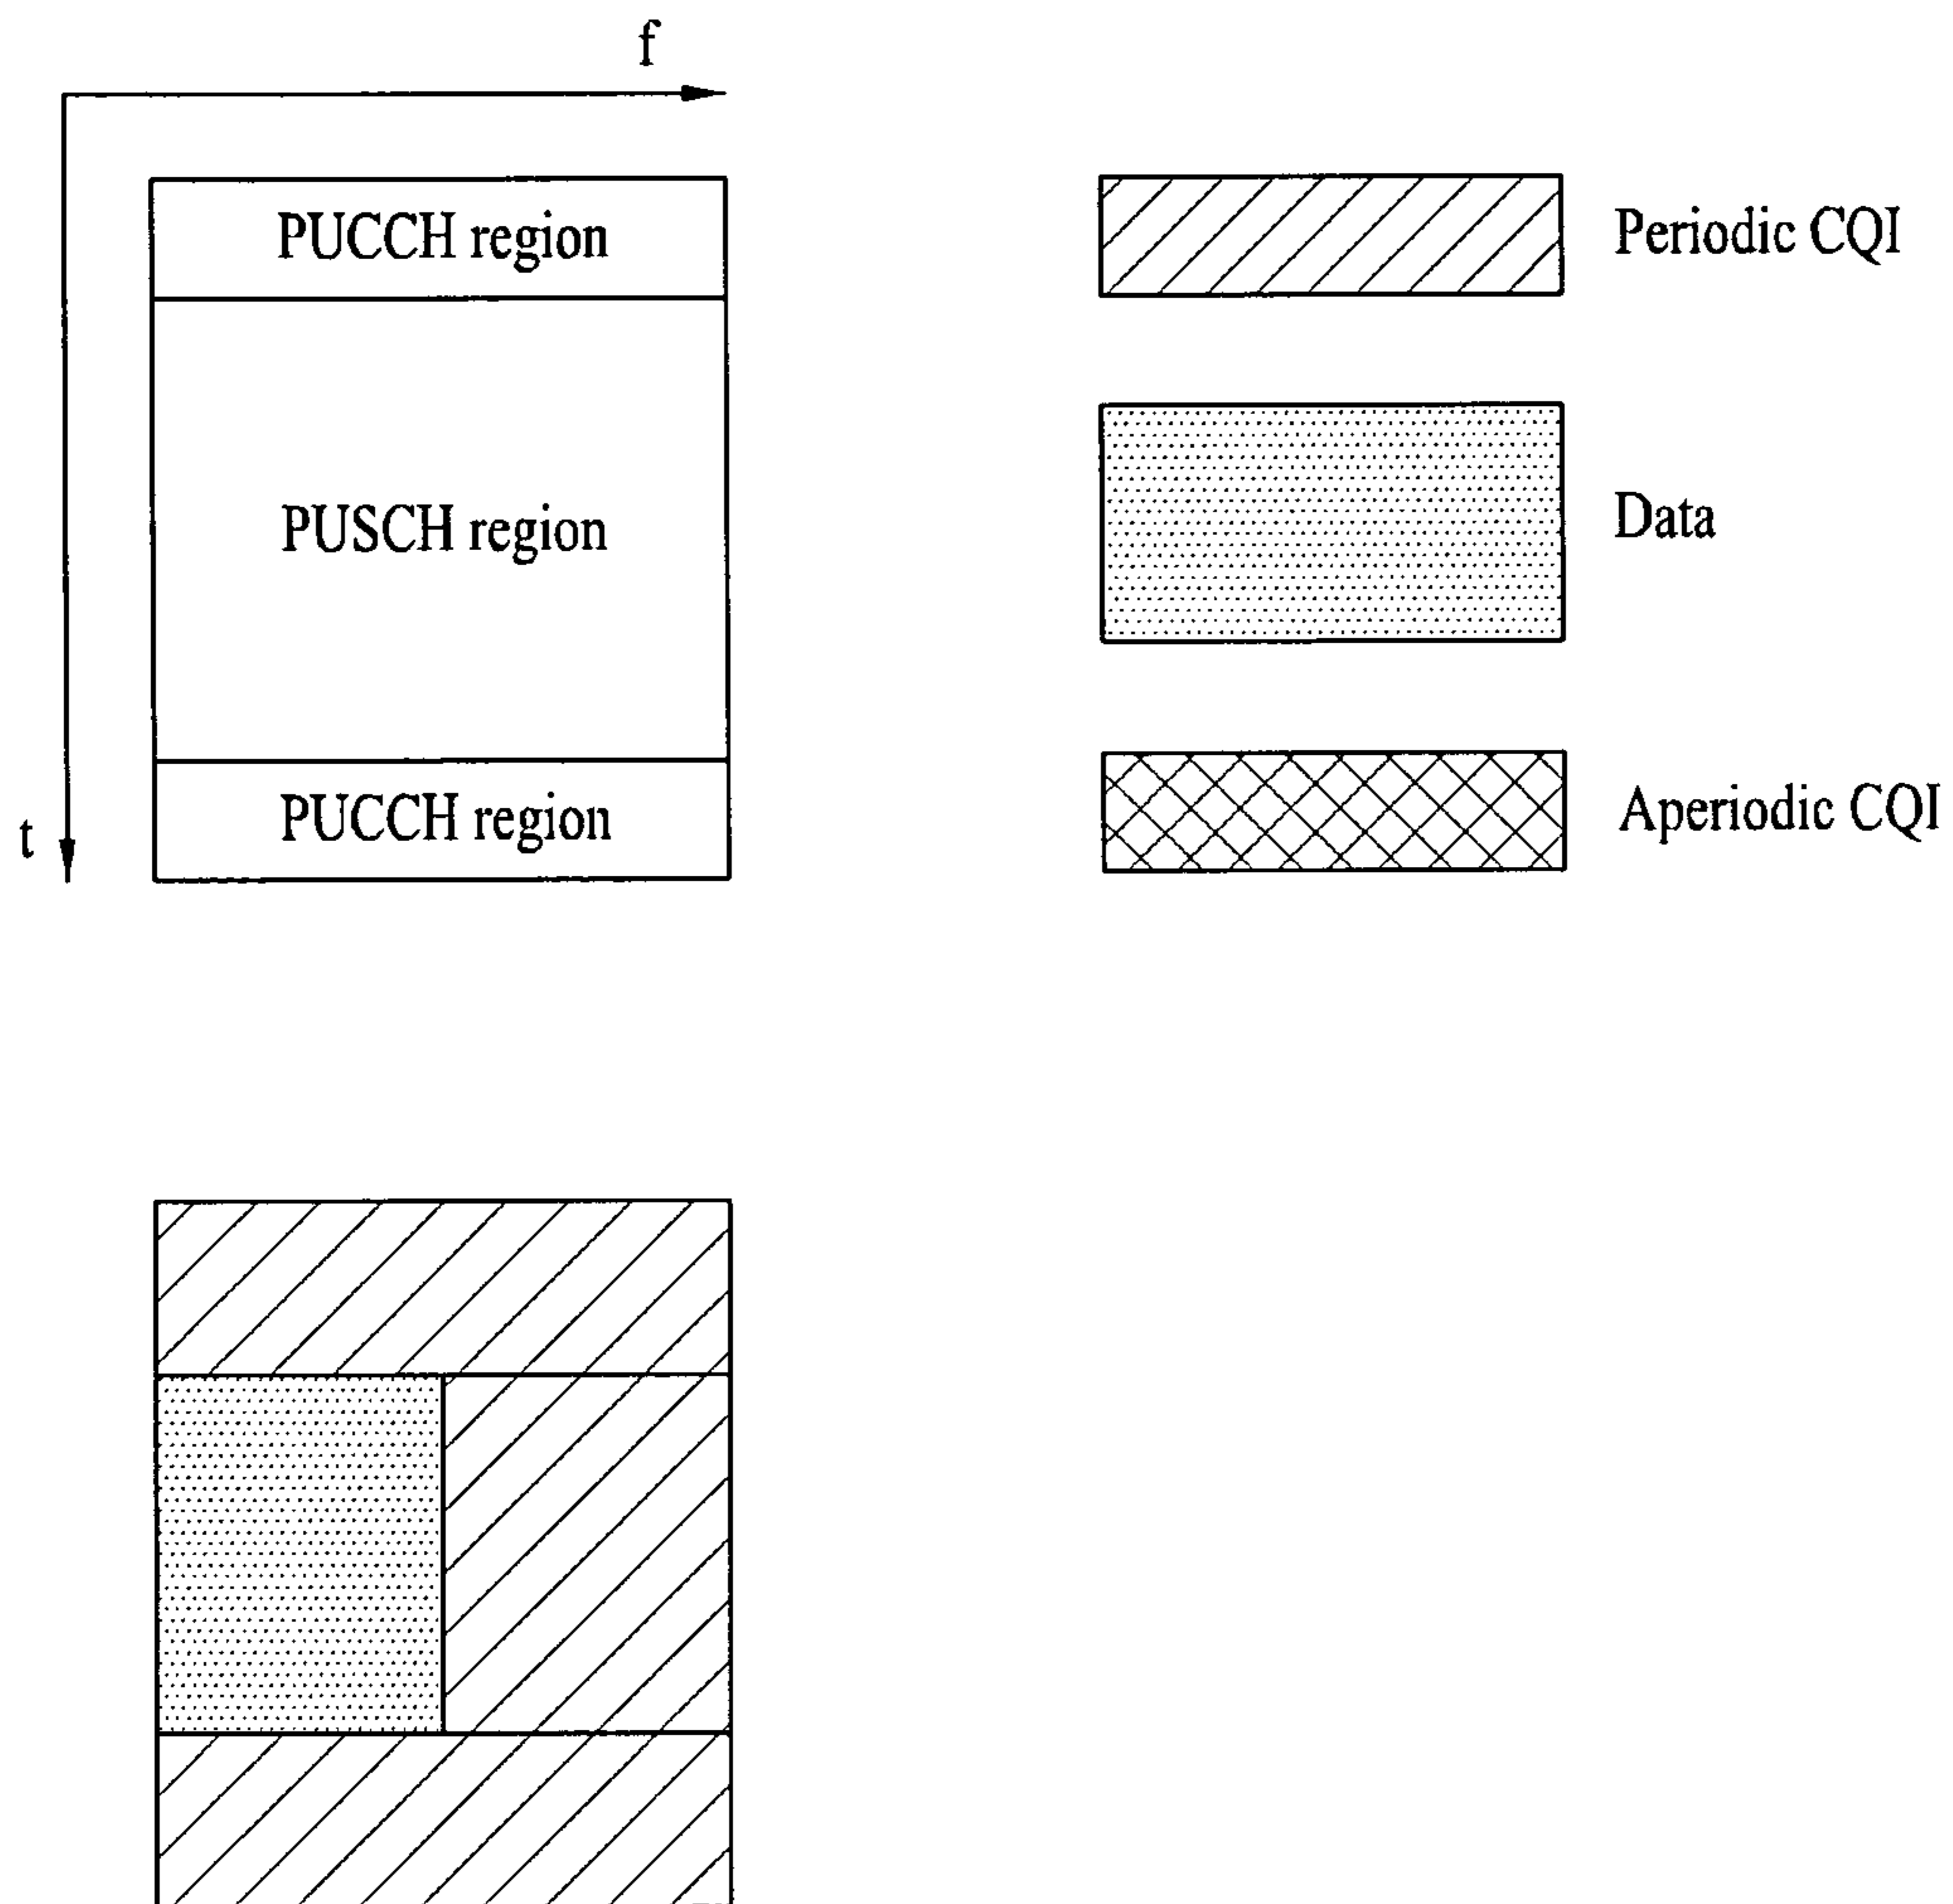 f
PUCCH region
PUSCH region
PUCCH region
t
Periodic CQI
Data
Aperiodic CQI